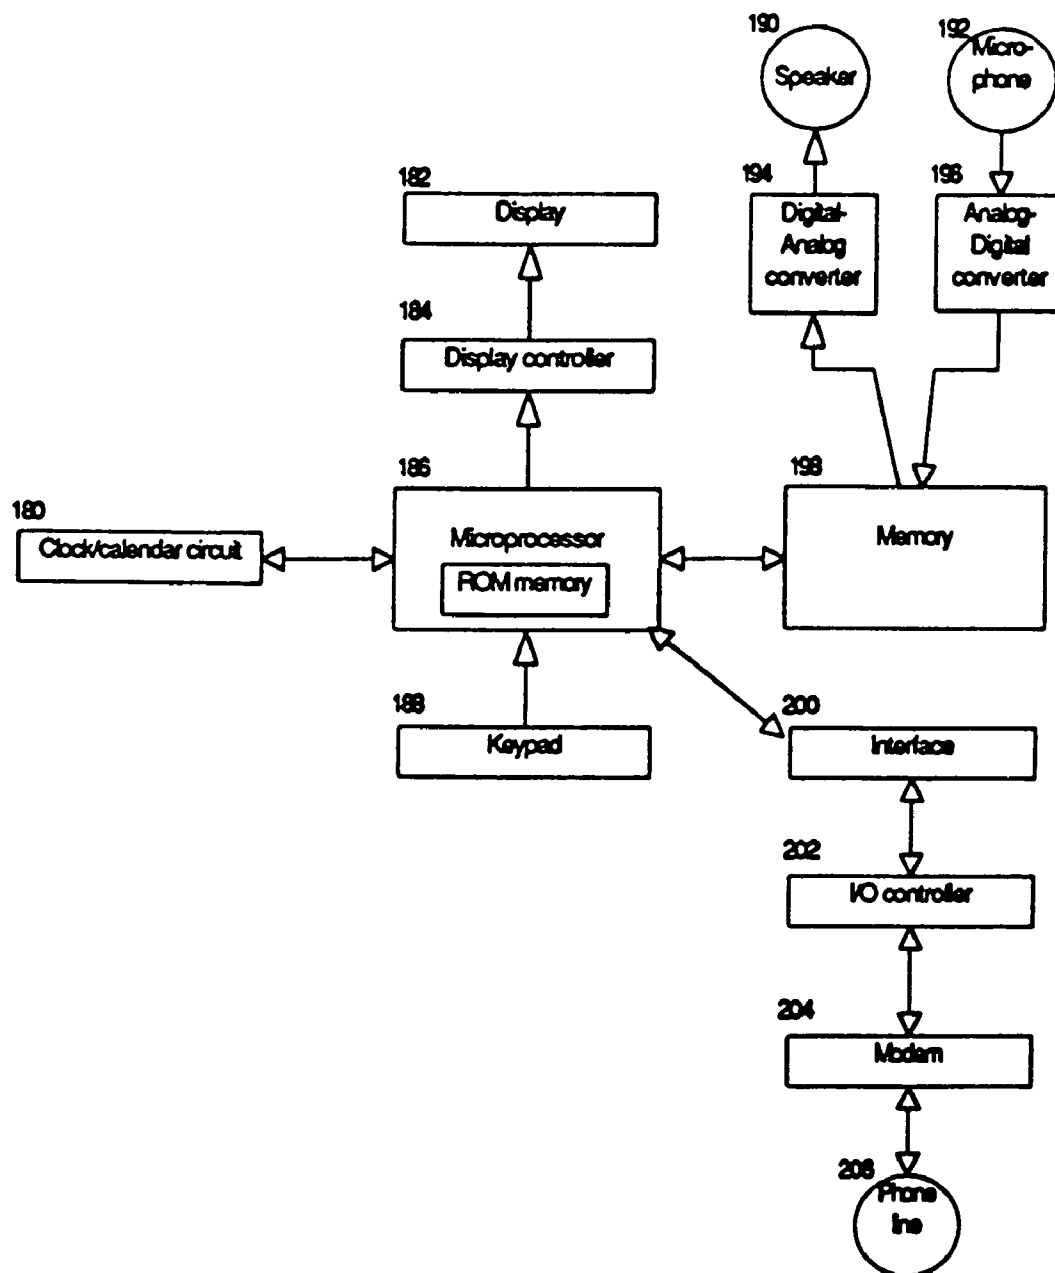 190
Speaker
192
Micro-
phone
182
Display
194
Digital-
Analog
converter
196
Analog-
Digital
converter
184
Display controller
186
Microprocessor
ROM memory
198
Memory
180
Clock/calendar circuit
188
Keypad
200
Interface
202
I/O controller
204
Modem
206
Phone
line